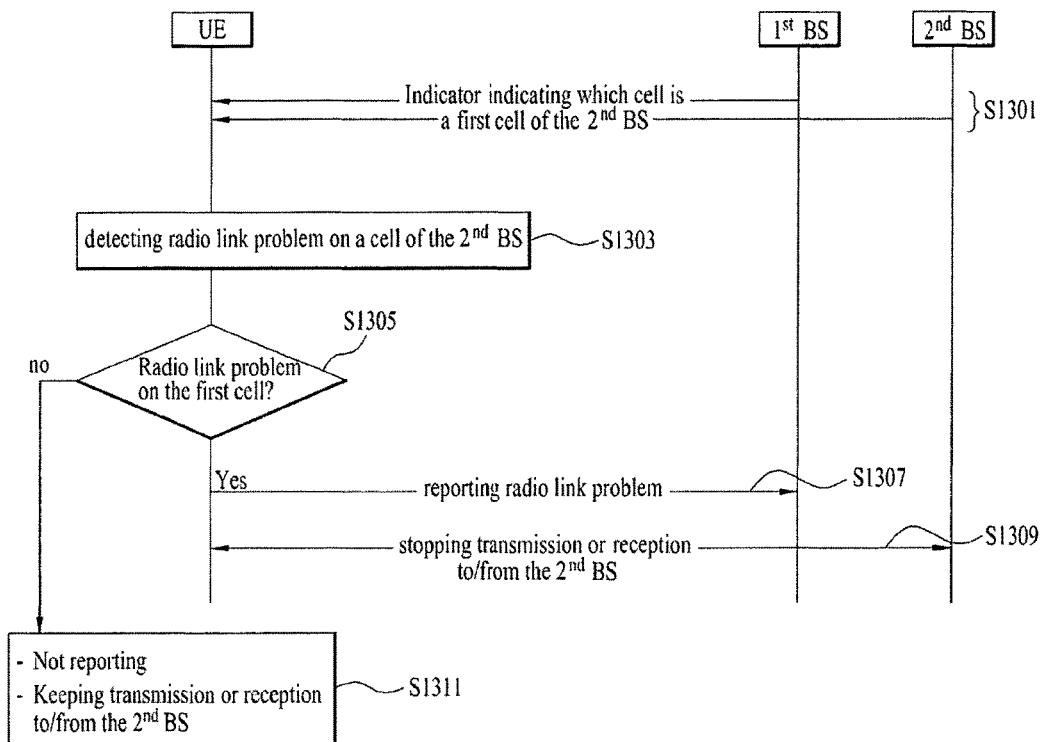 UE
1st BS
2nd BS
Indicator indicating which cell is
a first cell of the 2nd BS
S1301
detecting radio link problem on a cell of the 2nd BS
S1303
S1305
no
Radio link problem
on the first cell?
Yes
reporting radio link problem
S1307
stopping transmission or reception
to/from the 2nd BS
S1309
- Not reporting
- Keeping transmission or reception
to/from the 2nd BS
S1311